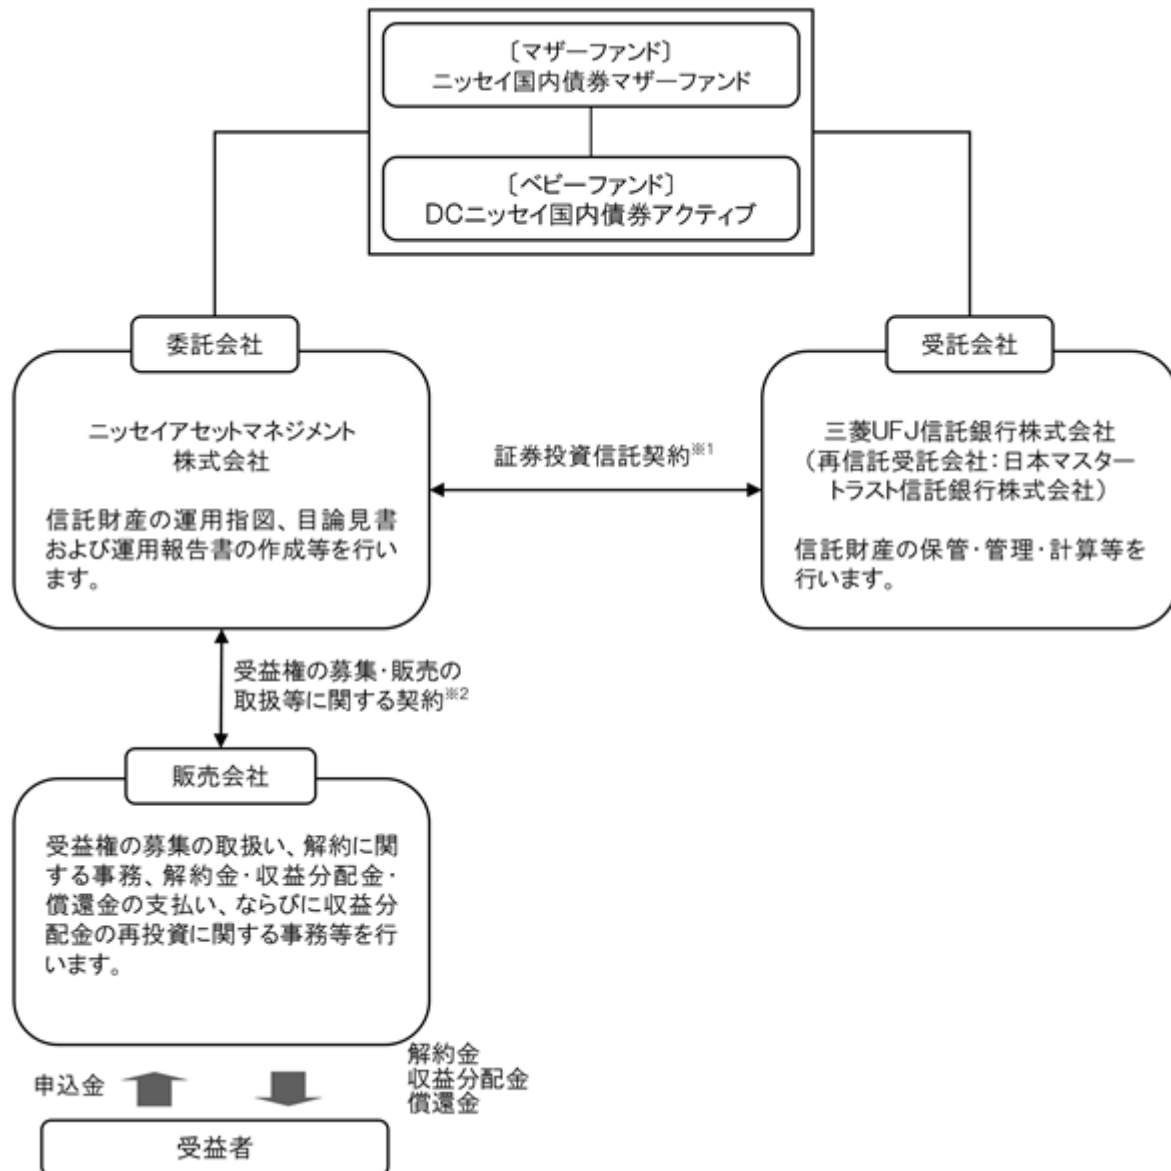 〔マザーファンド〕
ニッセイ国内債券マザーファンド
〔ベビーファンド〕
DCニッセイ国内債券アクティブ
委託会社
ニッセイアセットマネジメント
株式会社
信託財産の運用指図、目論見書
および運用報告書の作成等を行い
ます。
証券投資信託契約※1
受託会社
三菱UFJ信託銀行株式会社
(再信託受託会社:日本マスター
トラスト信託銀行株式会社)
信託財産の保管・管理・計算等を
行います。
受益権の募集・販売の
取扱等に関する契約※2
販売会社
受益権の募集の取扱い、解約に関
する事務、解約金・収益分配金・
償還金の支払い、ならびに収益分
配金の再投資に関する事務等を行
います。
申込金
解約金
収益分配金
償還金
受益者